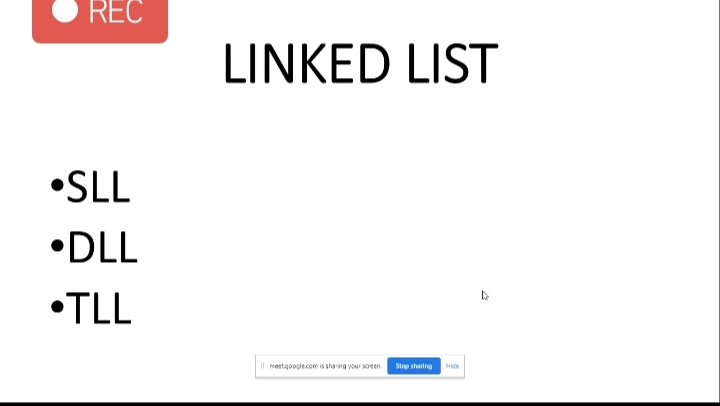 REC
LINKED LIST
•SLL
•DLL
•TLL
meet.google.com is sharing your screen. Stop sharing Hide